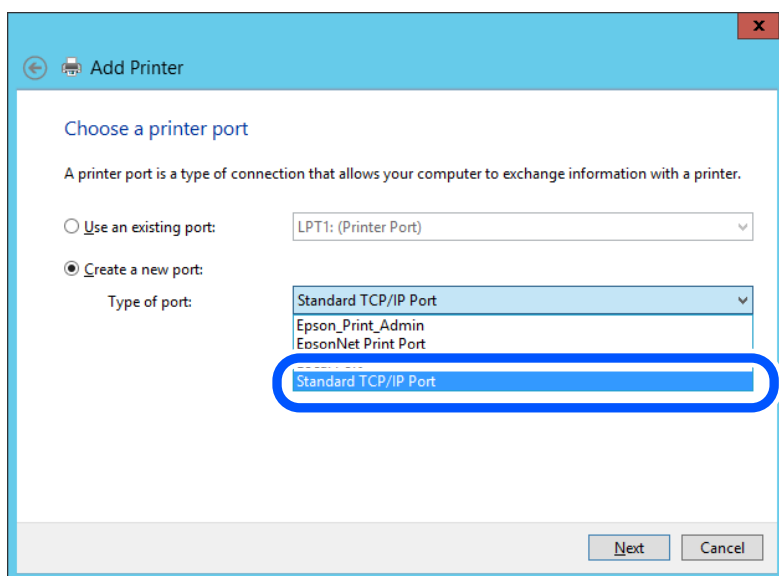 x
Add Printer
Choose a printer port
A printer port is a type of connection that allows your computer to exchange information with a printer.
Use an existing port:
LPT1: (Printer Port)
Create a new port:
Type of port:
Standard TCP/IP Port
Epson_Print_Admin
EpsonNet Print Port
Standard TCP/IP Port
Next
Cancel